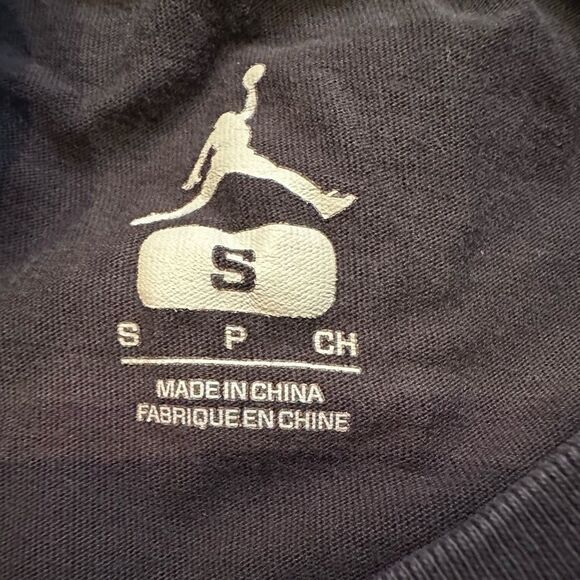 S
S P CH
MADE IN CHINA
FABRIQUE EN CHINE